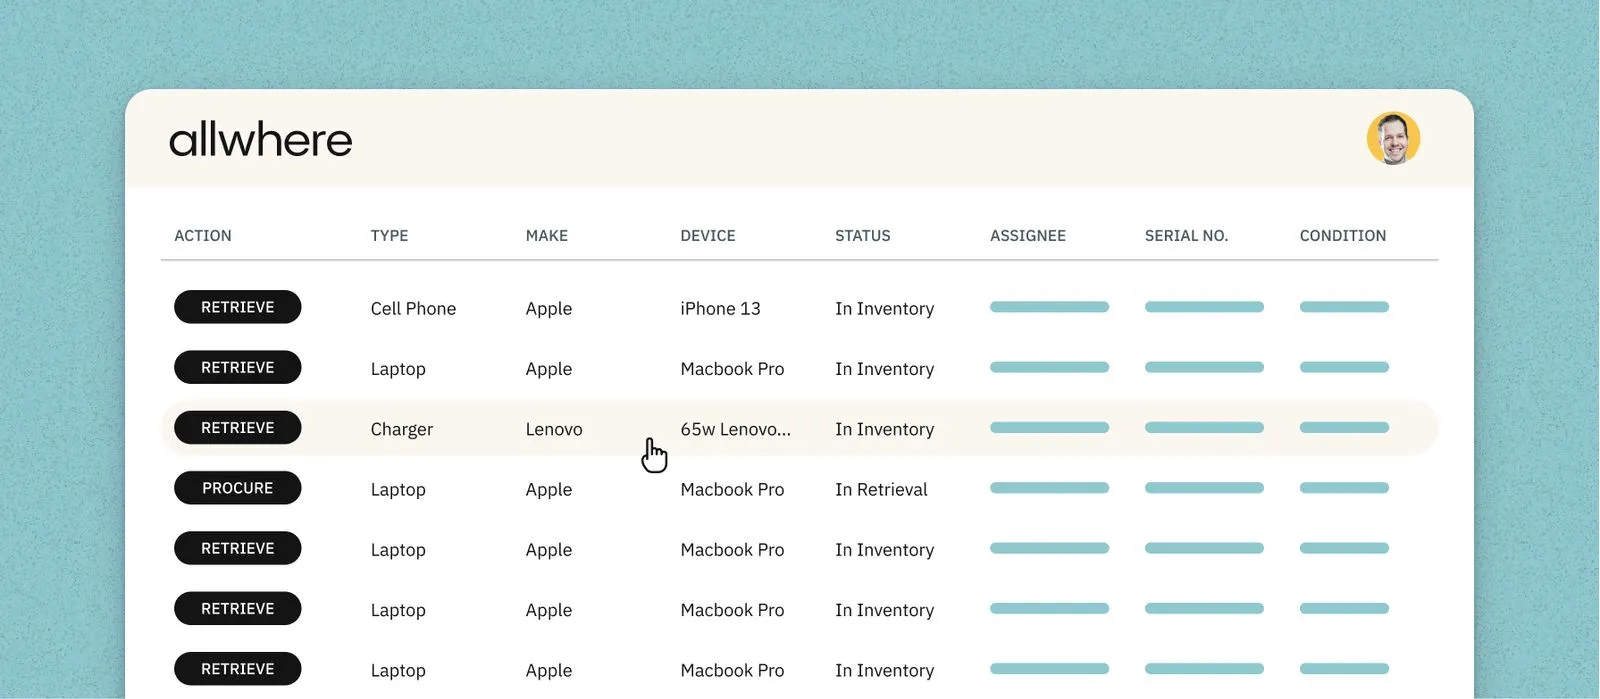 allwhere
ACTION TYPE MAKE DEVICE STATUS ASSIGNEE SERIAL NO. CONDITION
RETRIEVE Cell Phone Apple iPhone 13 In Inventory
RETRIEVE Laptop Apple Macbook Pro In Inventory
RETRIEVE Charger Lenovo 65w Lenovo... In Inventory
PROCURE Laptop Apple Macbook Pro In Retrieval
RETRIEVE Laptop Apple Macbook Pro In Inventory
RETRIEVE Laptop Apple Macbook Pro In Inventory
RETRIEVE Laptop Apple Macbook Pro In Inventory